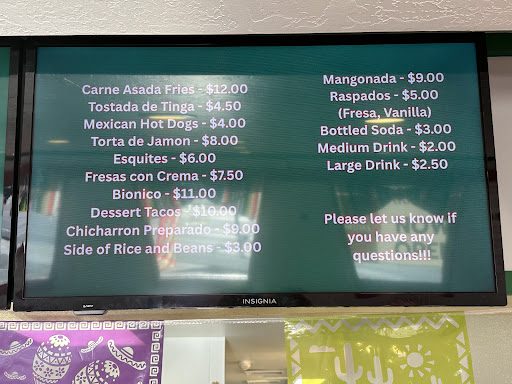 Carne Asada Fries - $12.00
Tostada de Tinga - $4.50
Mexican Hot Dogs - $4.00
Torta de Jamon - $8.00
Esquites - $6.00
Fresas con Crema - $7.50
Bionico - $11.00
Dessert Tacos - $10.00
Chicharron Preparado - $9.00
Side of Rice and Beans - $3.00
Mangonada - $9.00
Raspados - $5.00
(Fresa, Vanilla)
Bottled Soda - $3.00
Medium Drink - $2.00
Large Drink - $2.50
Please let us know if
you have any
questions!!!
INSIGNIA